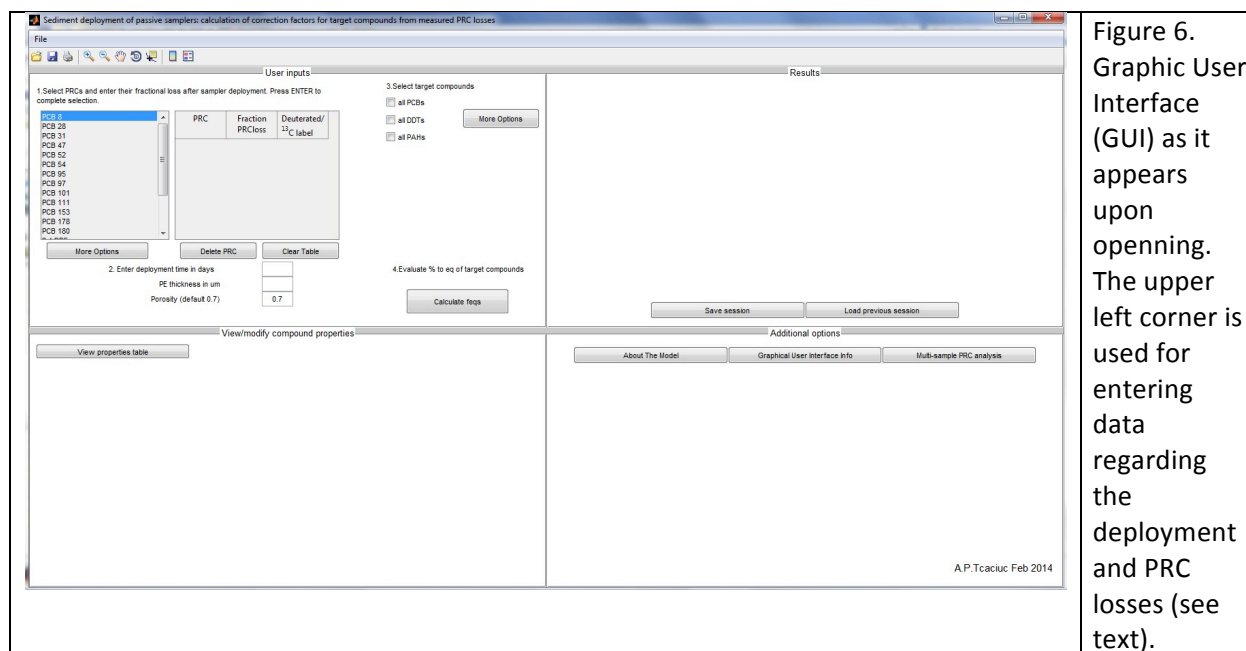 Sediment deployment of passive samplers: calculation of correction factors for target compounds from measured PRC losses
File
User inputs
1.Select PRCs and enter their fractional loss after sampler deployment. Press ENTER to
complete selection.
PCB 8
PCB 28
PCB 31
PCB 47
PCB 52
PCB 54
PCB 95
PCB 97
PCB 101
PCB 111
PCB 153
PCB 178
PCB 180
PRC
Fraction
PRCloss
Deuterated/
13C label
More Options
Delete PRC
Clear Table
2. Enter deployment time in days
PE thickness in um
Porosity (default 0.7)
0.7
3.Select target compounds
all PCBs
all DDTs
all PAHs
More Options
4.Evaluate % to eq of target compounds
Calculate feqs
Results
Save session
Load previous session
View/modify compound properties
View properties table
Additional options
About The Model
Graphical User Interface Info
Multi-sample PRC analysis
A.P.Tcaciuc Feb 2014
Figure 6.
Graphic User
Interface
(GUI) as it
appears
upon
openning.
The upper
left corner is
used for
entering
data
regarding
the
deployment
and PRC
losses (see
text).